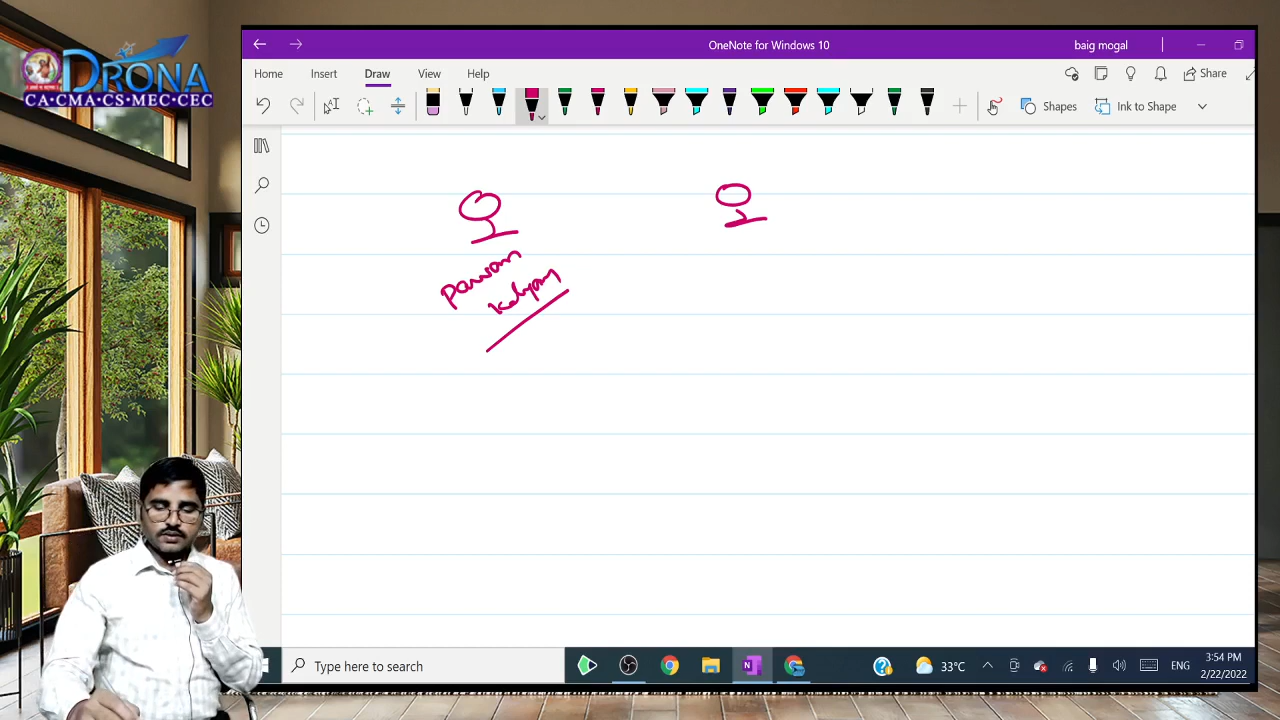 DRONA
CA·CMA·CS·MEC·CEC
OneNote for Windows 10
baig mogal
Home Insert Draw View Help
Share
Shapes
Ink to Shape
pawan
kalyan
Type here to search
33°C
ENG
3:54 PM
2/22/2022